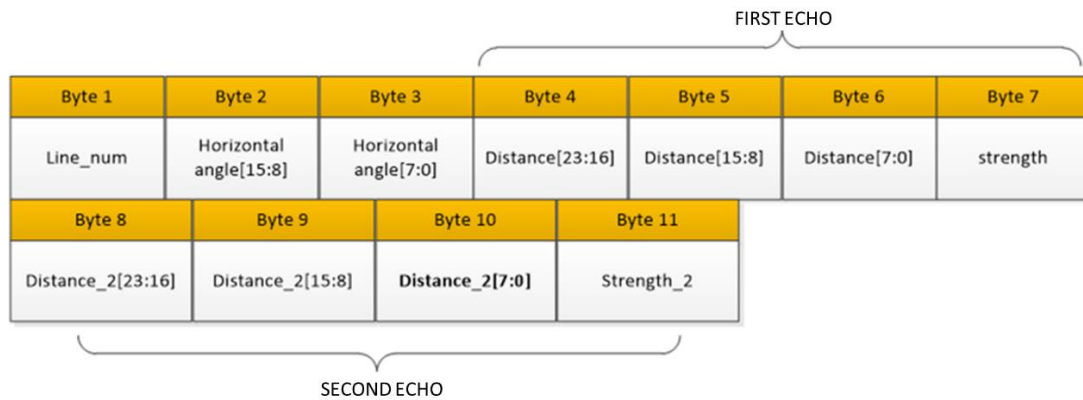 FIRST ECHO
Byte 1 Byte 2 Byte 3 Byte 4 Byte 5 Byte 6 Byte 7
Line_num Horizontal angle[15:8] Horizontal angle[7:0] Distance[23:16] Distance[15:8] Distance[7:0] strength
Byte 8 Byte 9 Byte 10 Byte 11
Distance_2[23:16] Distance_2[15:8] Distance_2[7:0] Strength_2
SECOND ECHO